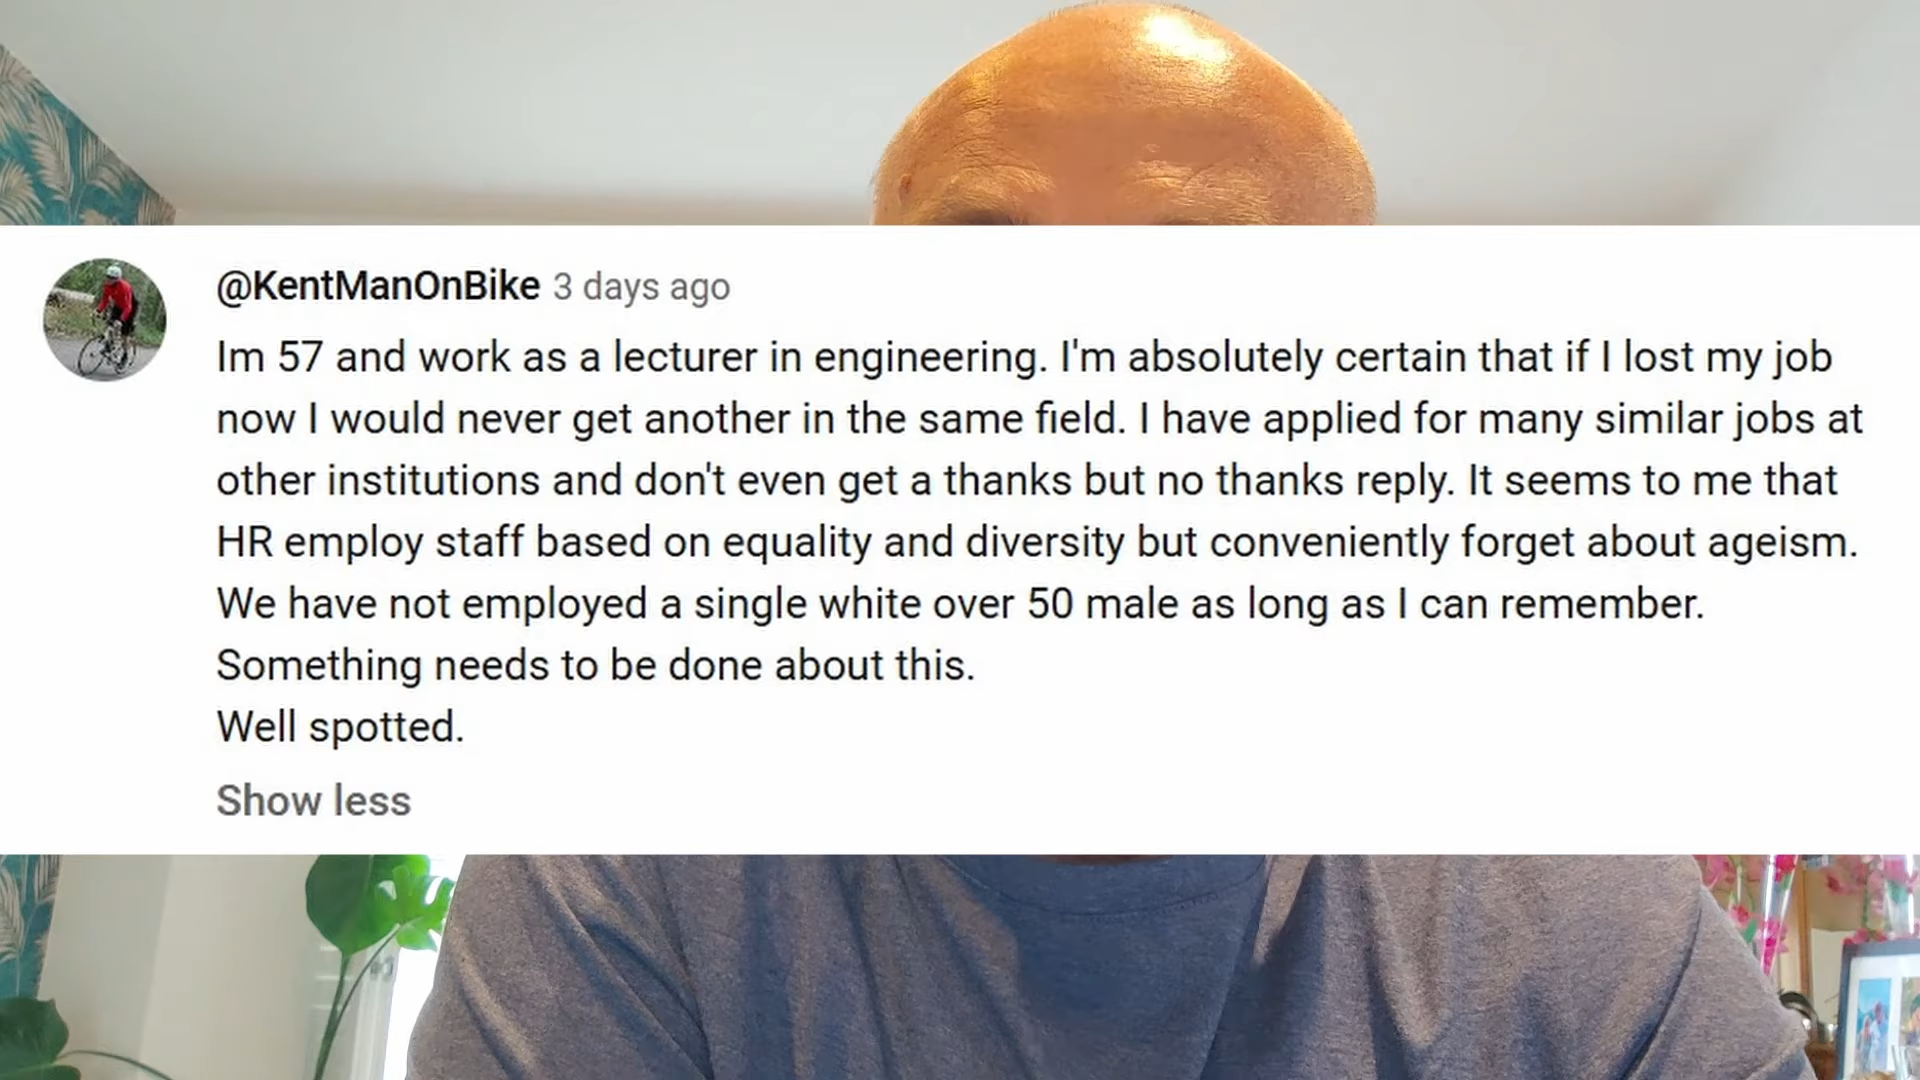 @KentManOnBike 3 days ago
Im 57 and work as a lecturer in engineering. I'm absolutely certain that if I lost my job
now I would never get another in the same field. I have applied for many similar jobs at
other institutions and don't even get a thanks but no thanks reply. It seems to me that
HR employ staff based on equality and diversity but conveniently forget about ageism.
We have not employed a single white over 50 male as long as I can remember.
Something needs to be done about this.
Well spotted.
Show less